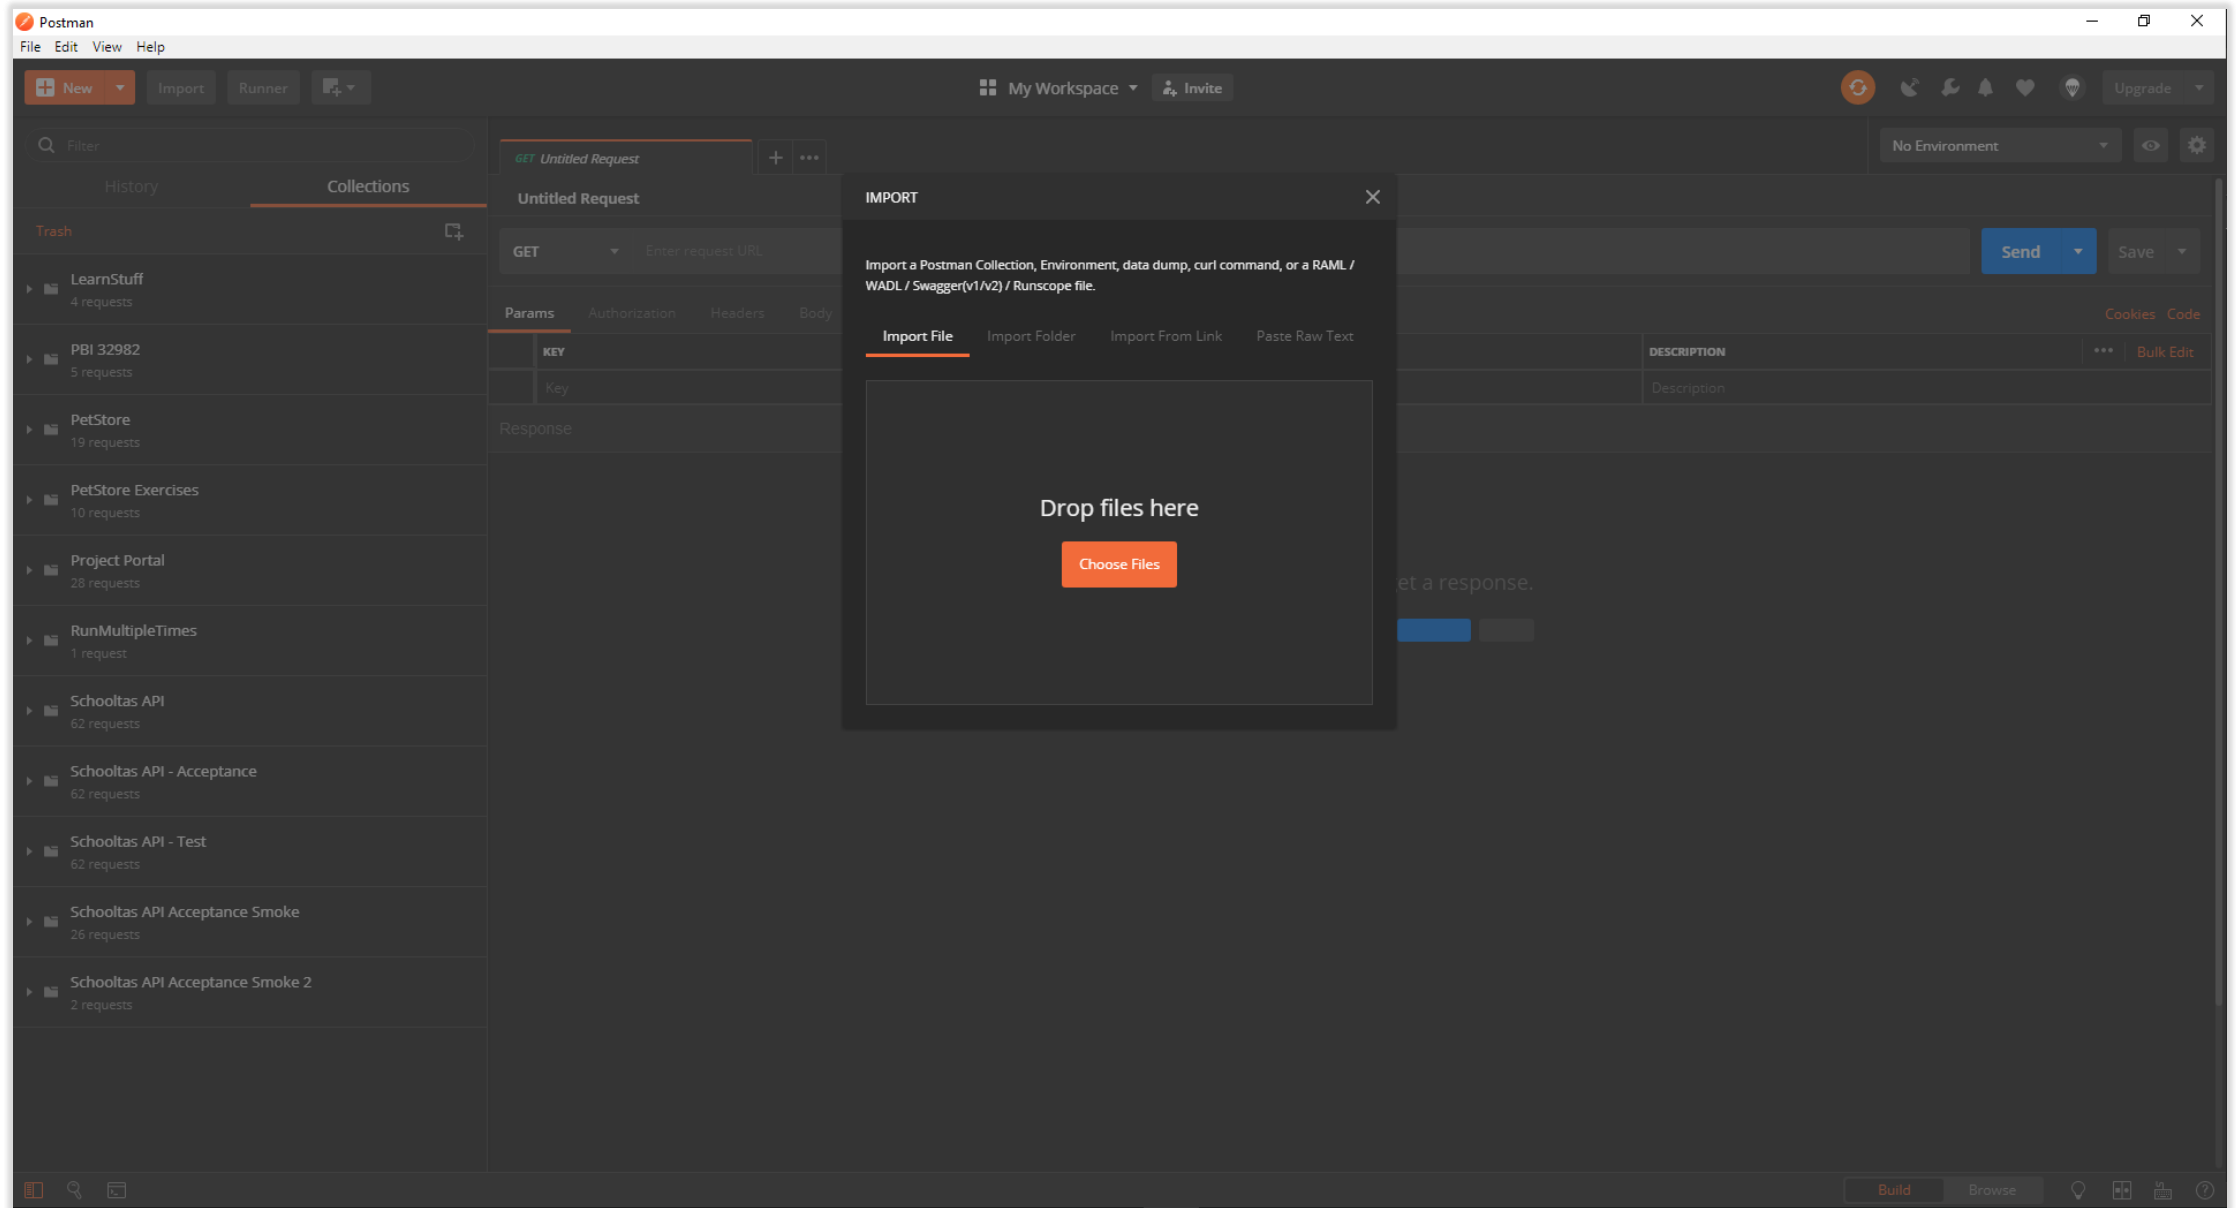 Postman
File Edit View Help
New Import Runner My Workspace Invite Upgrade
Filter
History Collections
Trash
LearnStuff
4 requests
PBI 32982
5 requests
PetStore
19 requests
PetStore Exercises
10 requests
Project Portal
28 requests
RunMultipleTimes
1 request
Schooltas API
62 requests
Schooltas API - Acceptance
62 requests
Schooltas API - Test
62 requests
Schooltas API Acceptance Smoke
26 requests
Schooltas API Acceptance Smoke 2
2 requests
GET Untitled Request
No Environment
Untitled Request
GET Enter request URL
Send Save
Params Authorization Headers Body
Cookies Code
KEY DESCRIPTION Bulk Edit
Key Description
Response
et a response.
IMPORT
Import a Postman Collection, Environment, data dump, curl command, or a RAML /
WADL / Swagger(v1/v2) / Runscope file.
Import File Import Folder Import From Link Paste Raw Text
Drop files here
Choose Files
Build Browse